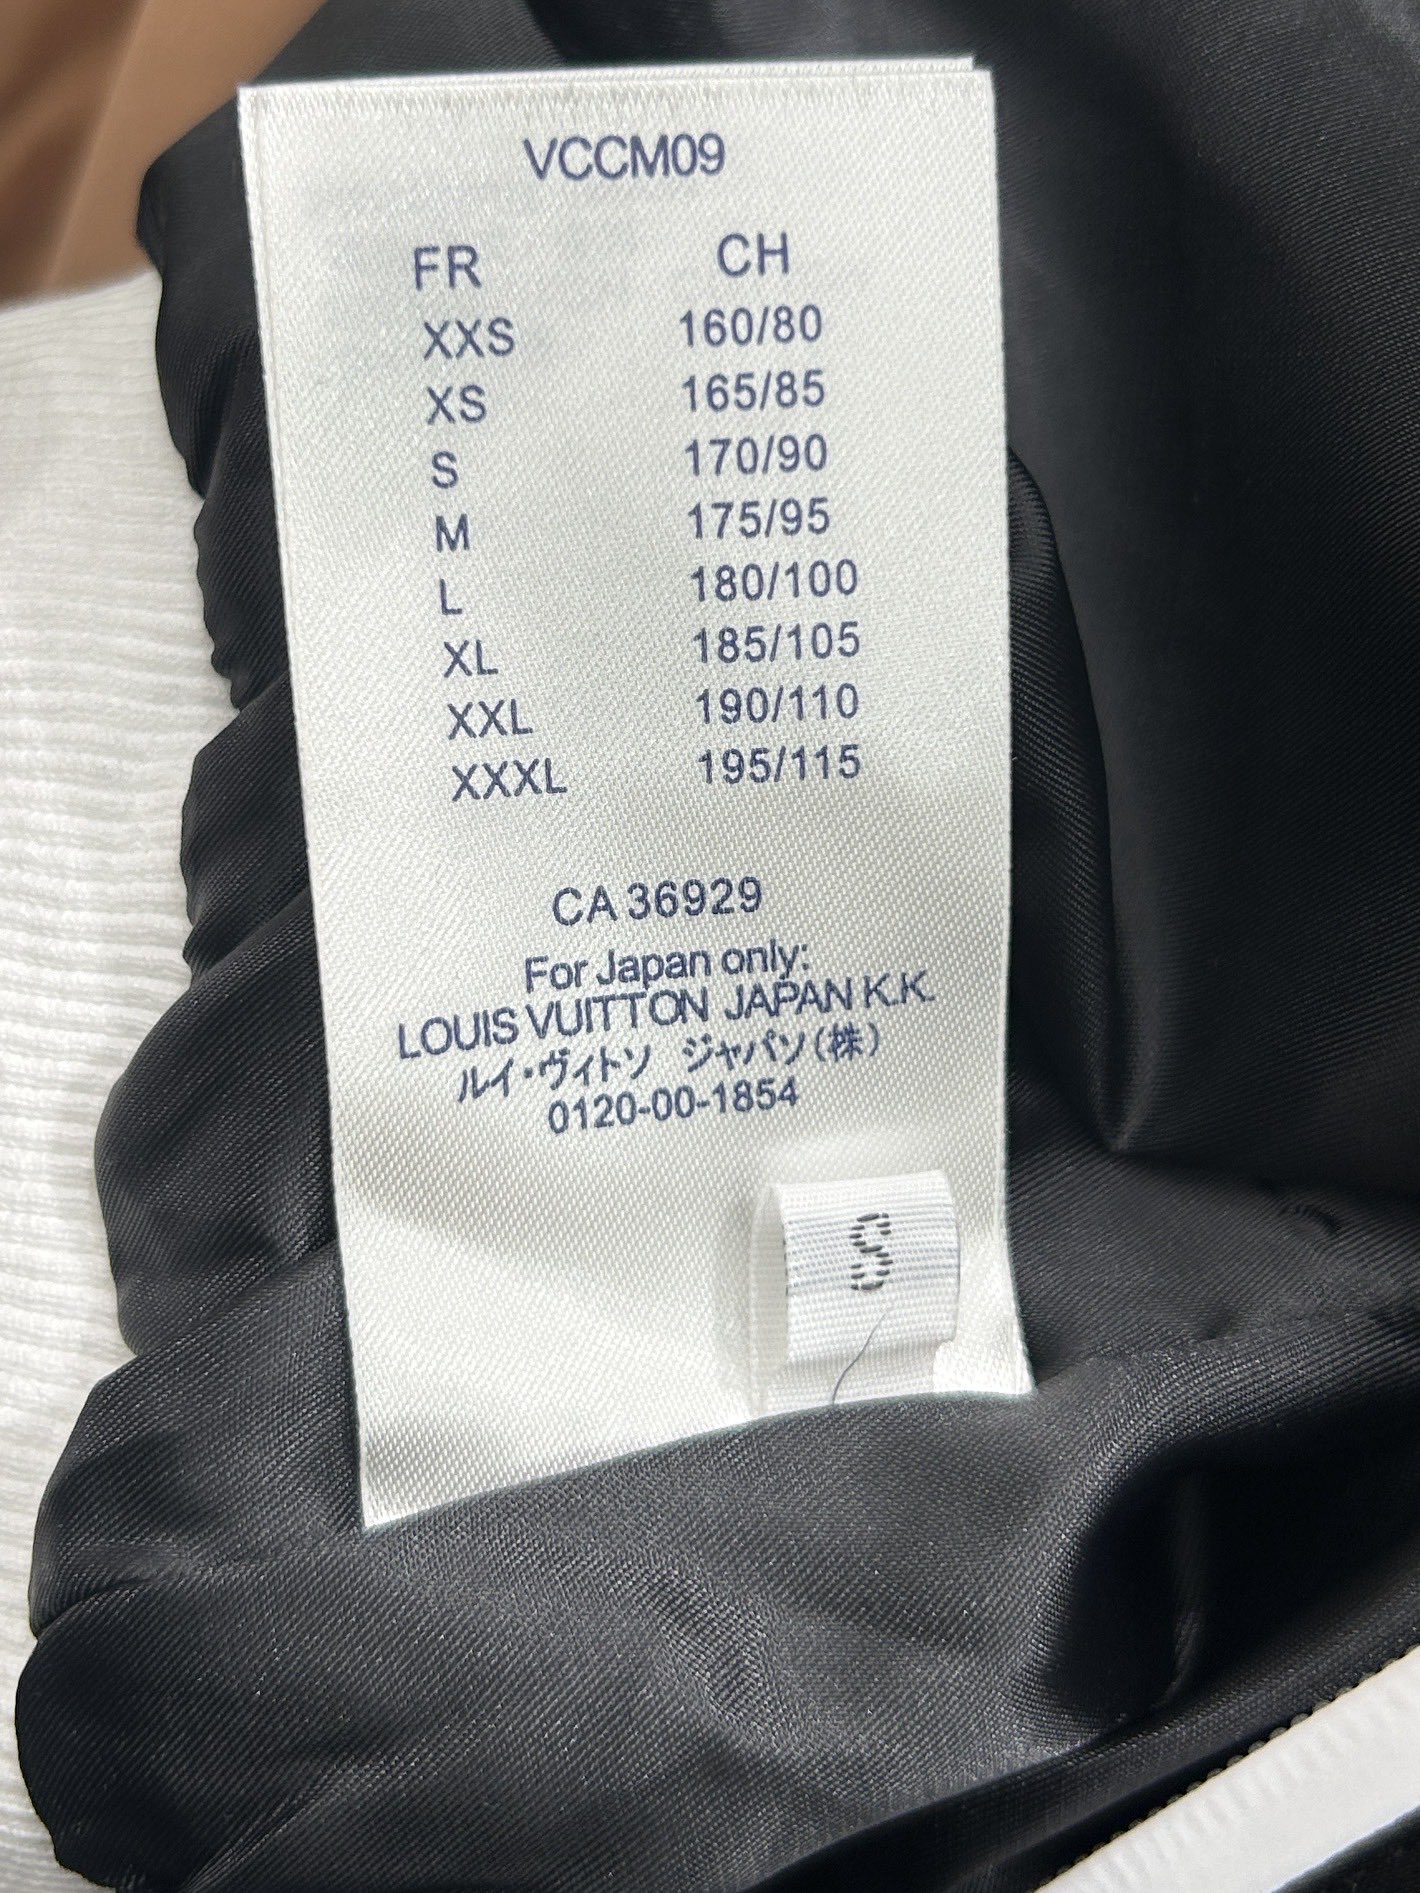 VCCM09
FR CH
XXS 160/80
XS 165/85
S 170/90
M 175/95
L 180/100
XL 185/105
XXL 190/110
XXXL 195/115
CA 36929
For Japan only:
LOUIS VUITTON JAPAN K.K.
ルイ・ヴィトソ ジャパソ(株)
0120-00-1854